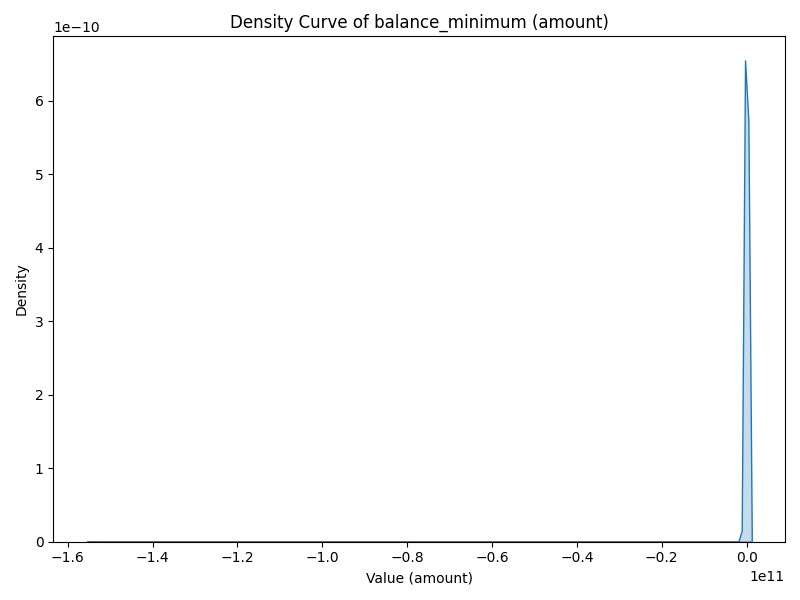 Density Curve of balance_minimum (amount)
1e−10
6
5
4
3
2
1
0
Density
−1.6 −1.4 −1.2 −1.0 −0.8 −0.6 −0.4 −0.2 0.0
1e11
Value (amount)